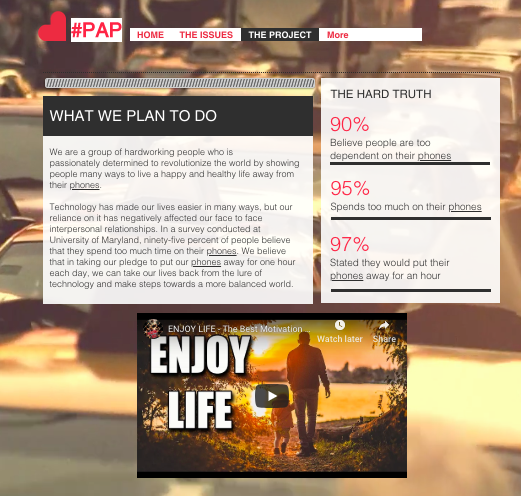 #PAP
HOME THE ISSUES THE PROJECT More
WHAT WE PLAN TO DO
We are a group of hardworking people who is
passionately determined to revolutionize the world by showing
people many ways to live a happy and healthy life away from
their phones.
Technology has made our lives easier in many ways, but our
reliance on it has negatively affected our face to face
interpersonal relationships. In a survey conducted at
University of Maryland, ninety-five percent of people believe
that they spend too much time on their phones. We believe
that in taking our pledge to put our phones away for one hour
each day, we can take our lives back from the lure of
technology and make steps towards a more balanced world.
THE HARD TRUTH
90%
Believe people are too
dependent on their phones
95%
Spends too much on their phones
97%
Stated they would put their
phones away for an hour
ENJOY LIFE - The Best Motivation...
Watch later Share
ENJOY
LIFE